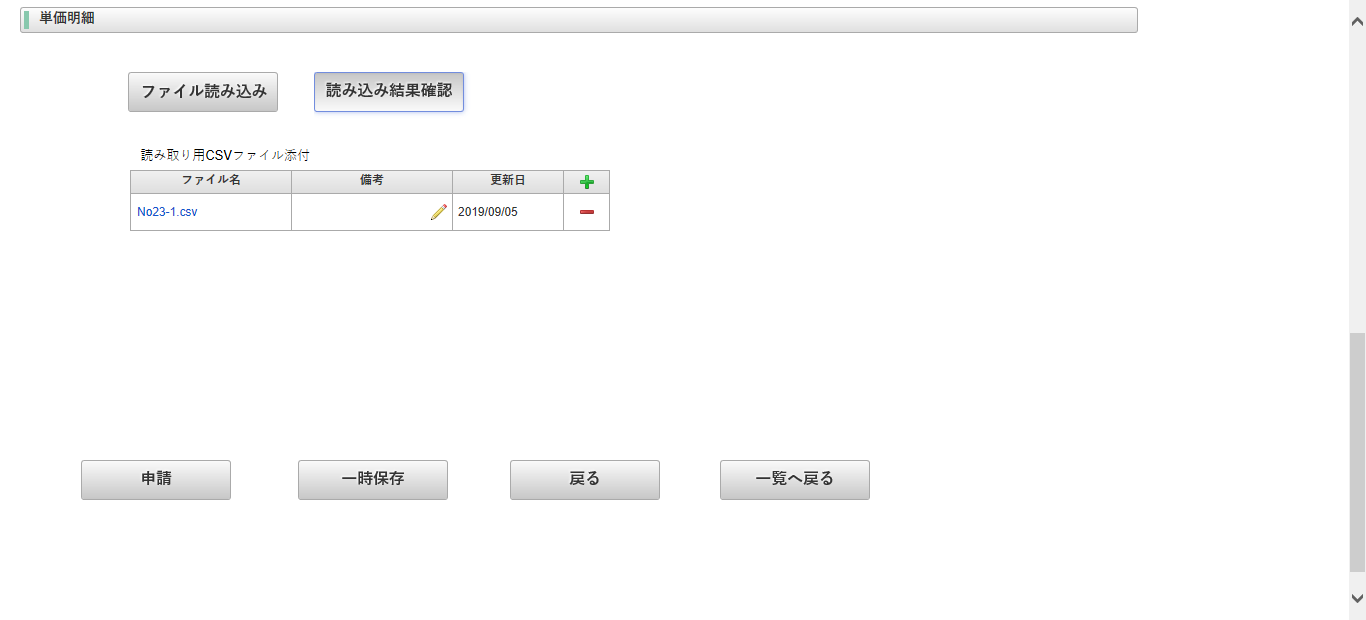 単価明細
ファイル読み込み 読み込み結果確認
読み取り用CSVファイル添付
ファイル名 備考 更新日
No23-1.csv 2019/09/05
申請 一時保存 戻る 一覧へ戻る